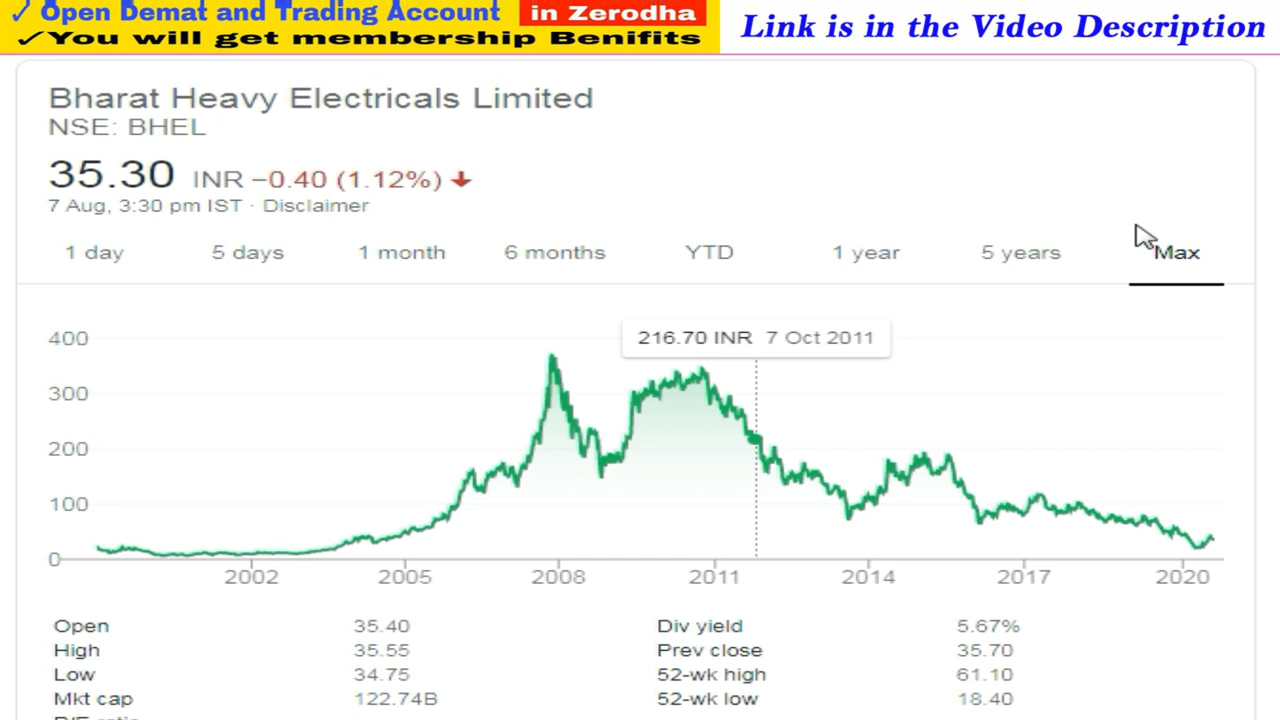 ✓ Open Demat and Trading Account in Zerodha
✓You will get membership Benifits
Link is in the Video Description
Bharat Heavy Electricals Limited
NSE: BHEL
35.30 INR −0.40 (1.12%) ↓
7 Aug, 3:30 pm IST · Disclaimer
1 day 5 days 1 month 6 months YTD 1 year 5 years Max
216.70 INR 7 Oct 2011
400
300
200
100
0
2002 2005 2008 2011 2014 2017 2020
Open 35.40 Div yield 5.67%
High 35.55 Prev close 35.70
Low 34.75 52-wk high 61.10
Mkt cap 122.74B 52-wk low 18.40